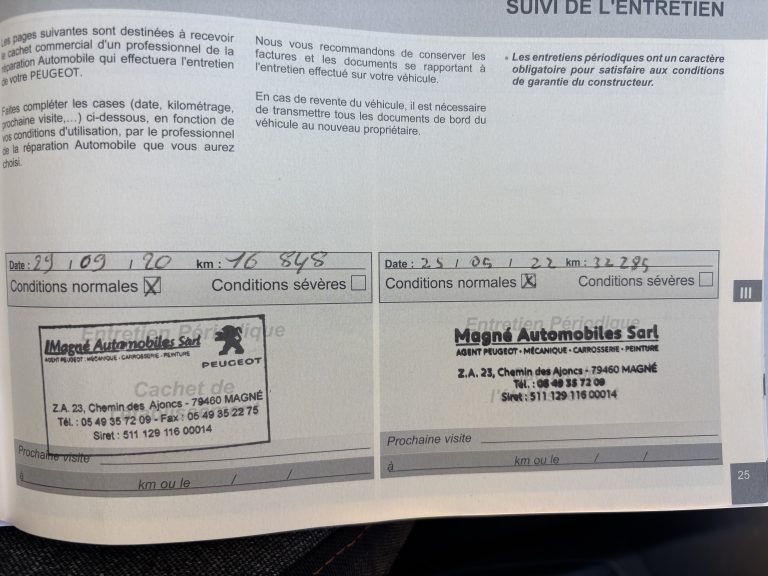 SUIVI DE L'ENTRETIEN
Les pages suivantes sont destinées à recevoir
le cachet commercial d'un professionnel de la
réparation Automobile qui effectuera l'entretien
de votre PEUGEOT.
Faites compléter les cases (date, kilométrage,
prochaine visite,...) ci-dessous, en fonction de
vos conditions d'utilisation, par le professionnel
de la réparation Automobile que vous aurez
choisi.
Nous vous recommandons de conserver les
factures et les documents se rapportant à
l'entretien effectué sur votre véhicule.
En cas de revente du véhicule, il est nécessaire
de transmettre tous les documents de bord du
véhicule au nouveau propriétaire.
• Les entretiens périodiques ont un caractère
obligatoire pour satisfaire aux conditions
de garantie du constructeur.
Date : 29 / 09 / 20 km : 16 848
Conditions normales X Conditions sévères
Entretien Périodique
Magné Automobiles Sarl
AGENT PEUGEOT - MÉCANIQUE - CARROSSERIE - PEINTURE
PEUGEOT
Cachet de
Z.A. 23, Chemin des Ajoncs - 79460 MAGNÉ
Tél. : 05 49 35 72 09 - Fax : 05 49 35 22 75
Siret : 511 129 116 00014
Prochaine visite
à km ou le / /
Date : 25 / 05 / 22 km : 32285
Conditions normales X Conditions sévères
Entretien Périodique
Magné Automobiles Sarl
AGENT PEUGEOT • MÉCANIQUE • CARROSSERIE • PEINTURE
Z.A. 23, Chemin des Ajoncs - 79460 MAGNÉ
Tél. : 05 49 35 72 09
Siret : 511 129 116 00014
Prochaine visite
à km ou le / /
III
25